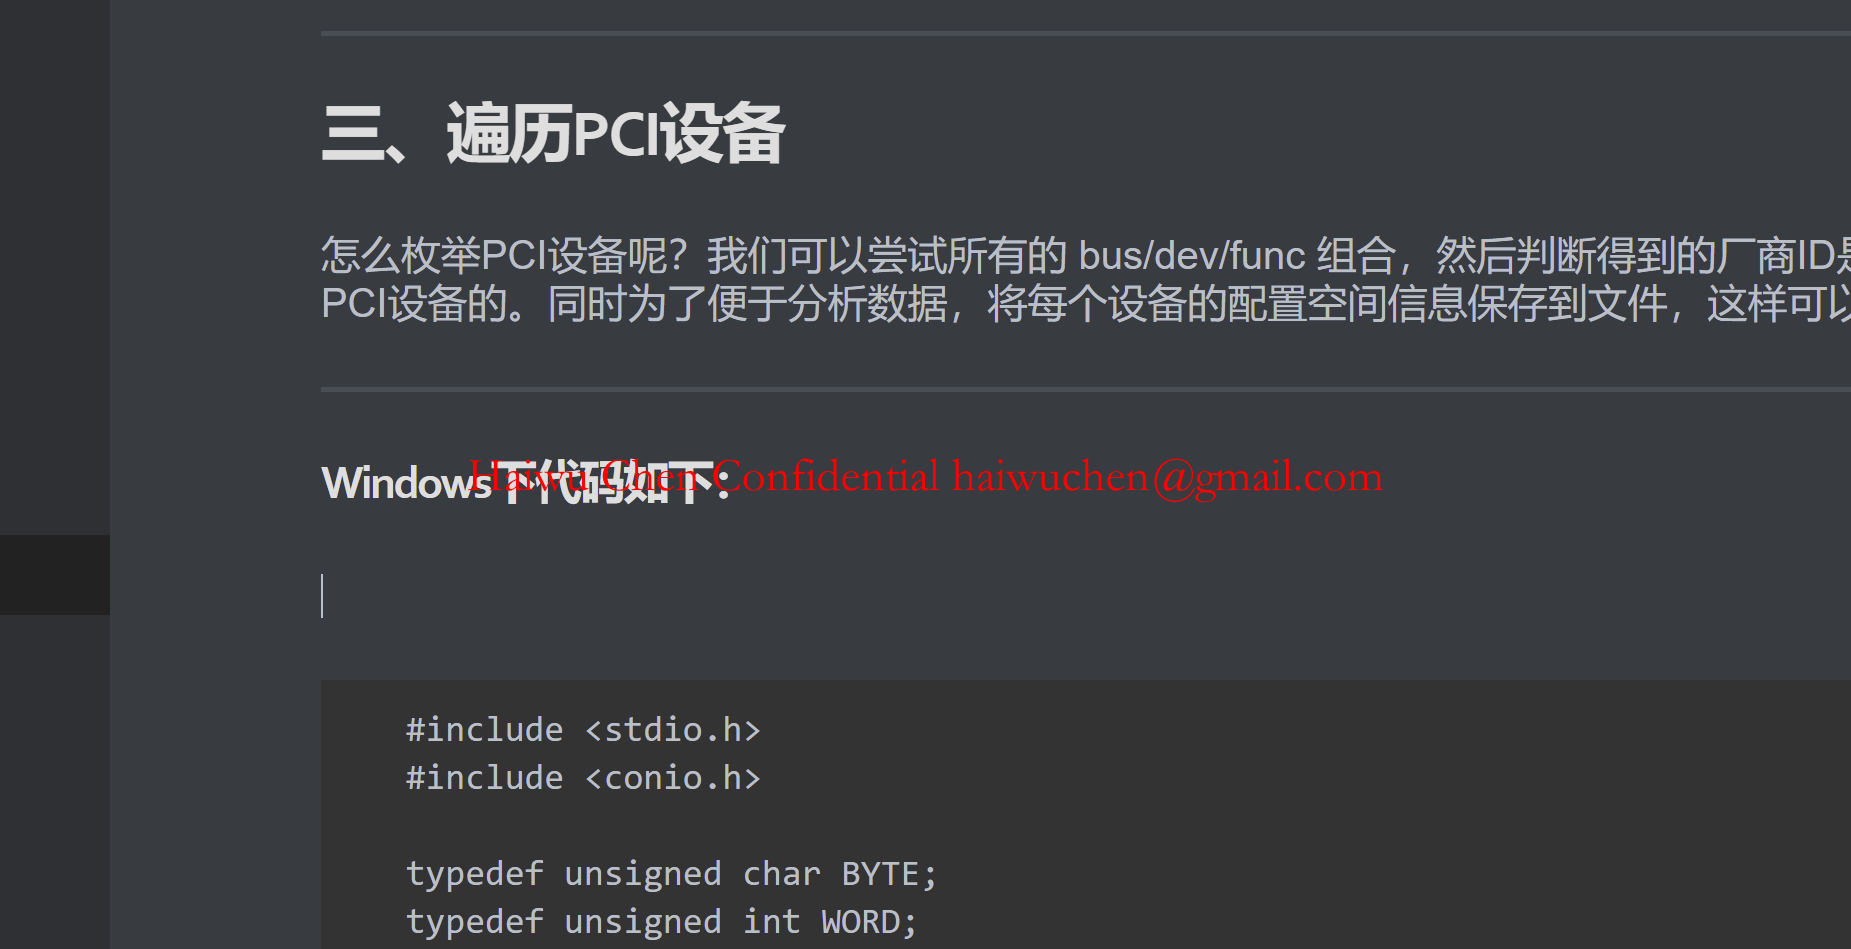 三、遍历PCI设备
怎么枚举PCI设备呢？我们可以尝试所有的 bus/dev/func 组合，然后判断得到的厂商ID是
PCI设备的。同时为了便于分析数据，将每个设备的配置空间信息保存到文件，这样可以
Windows下代码如下：
Haiwu Chen Confidential haiwuchen@gmail.com
#include <stdio.h>
#include <conio.h>
typedef unsigned char BYTE;
typedef unsigned int WORD;